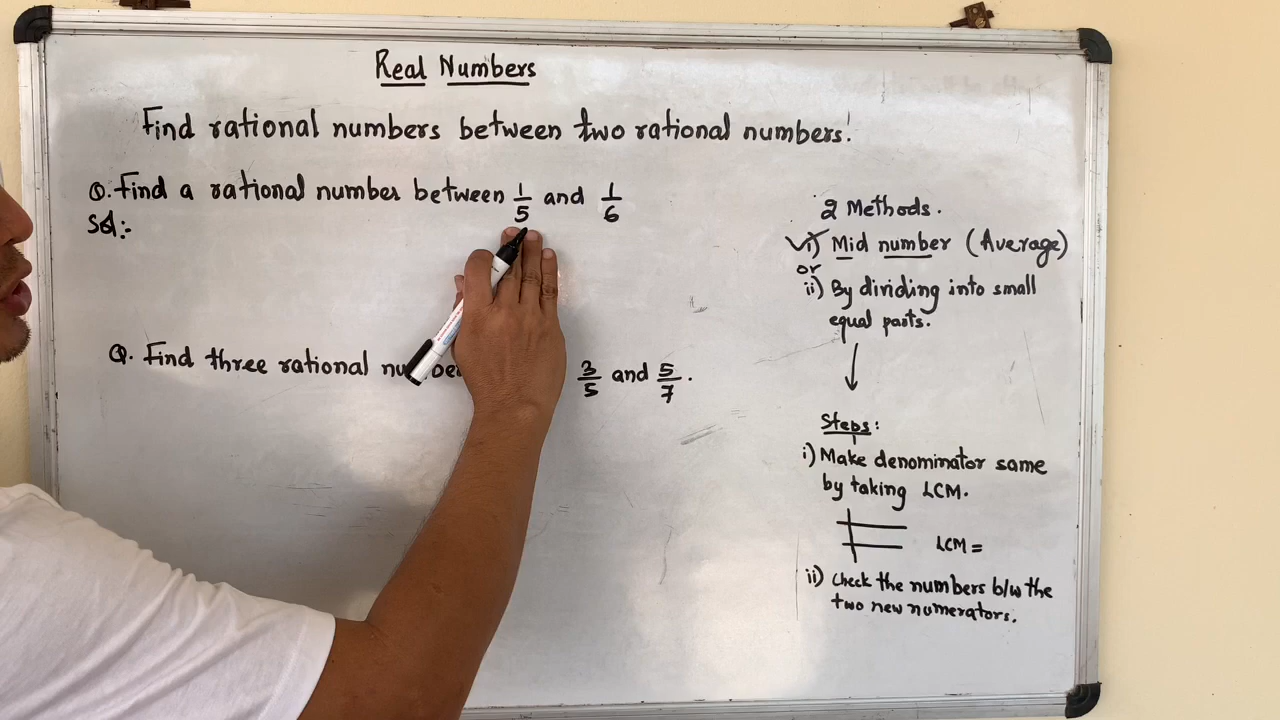 Real Numbers
Find rational numbers between two rational numbers!
Q. Find a rational number between 1/5 and 1/6
Sol:-
Q. Find three rational 3/5 and 5/7.
2 Methods.
i) Mid number (Average)
or
ii) By dividing into small
equal parts.
Steps:
i) Make denominator same
by taking LCM.
LCM =
ii) Check the numbers b/w the
two new numerators.